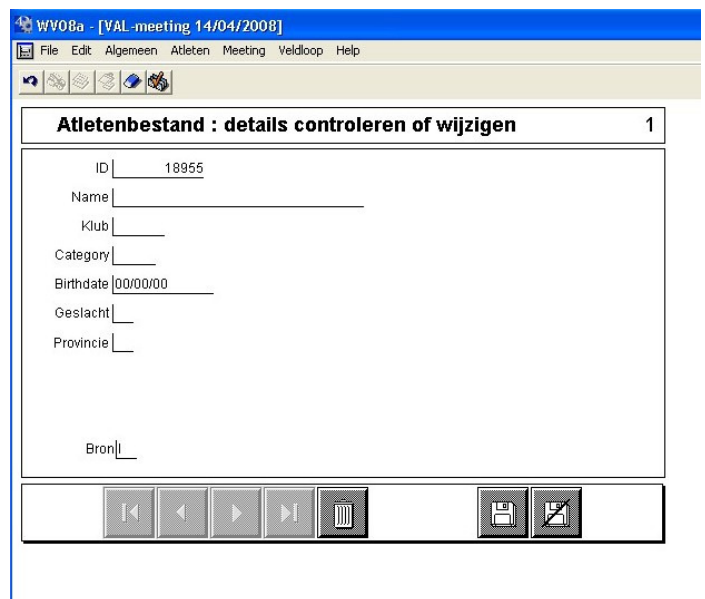 WV08a - [VAL-meeting 14/04/2008]
File Edit Algemeen Atleten Meeting Veldloop Help
Atletenbestand : details controleren of wijzigen 1
ID 18955
Name
Klub
Category
Birthdate 00/00/00
Geslacht
Provincie
Bron I